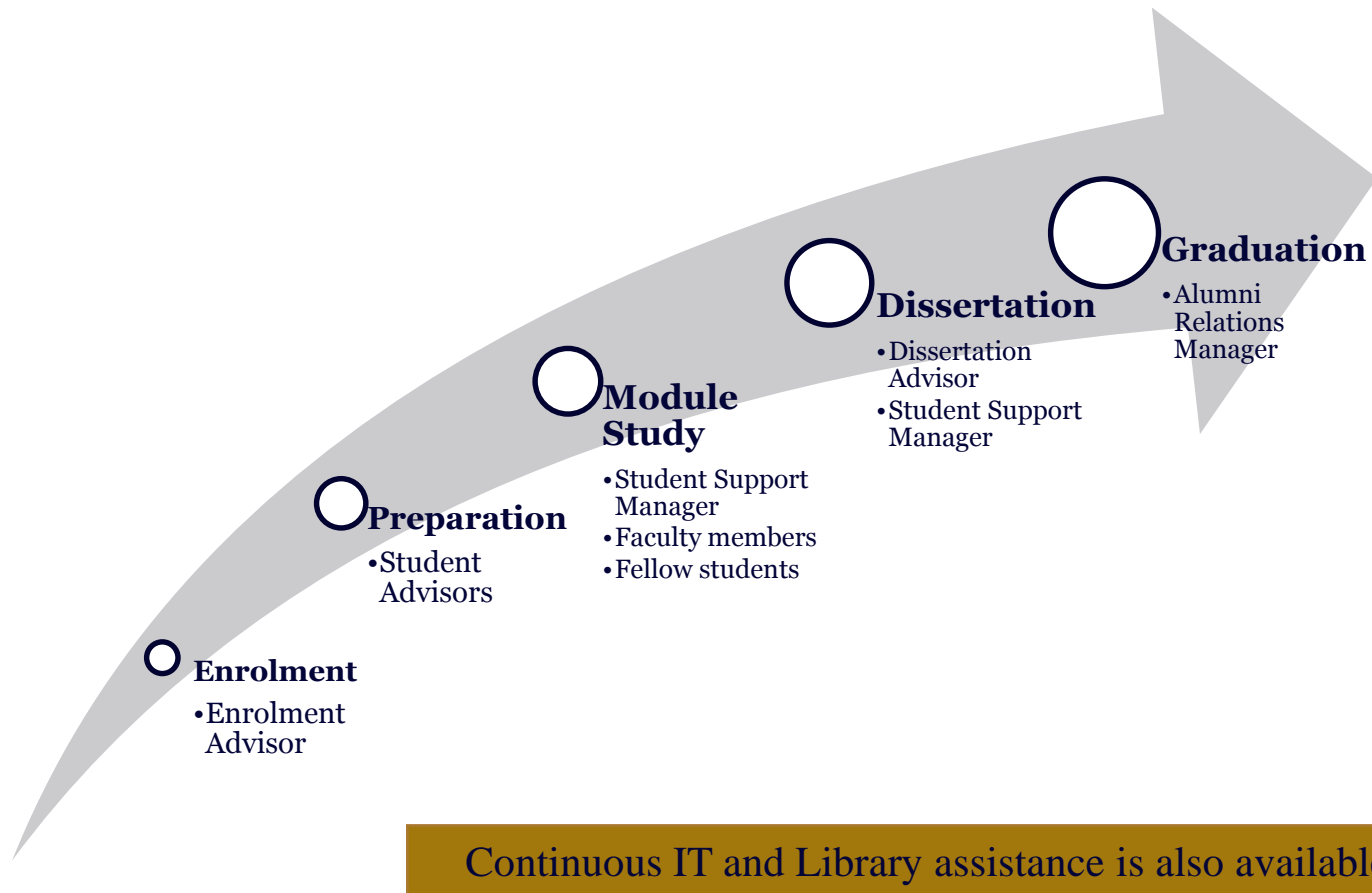 Enrolment
•Enrolment
Advisor
Preparation
•Student
Advisors
Module
Study
•Student Support
Manager
•Faculty members
•Fellow students
Dissertation
•Dissertation
Advisor
•Student Support
Manager
Graduation
•Alumni
Relations
Manager
Continuous IT and Library assistance is also available